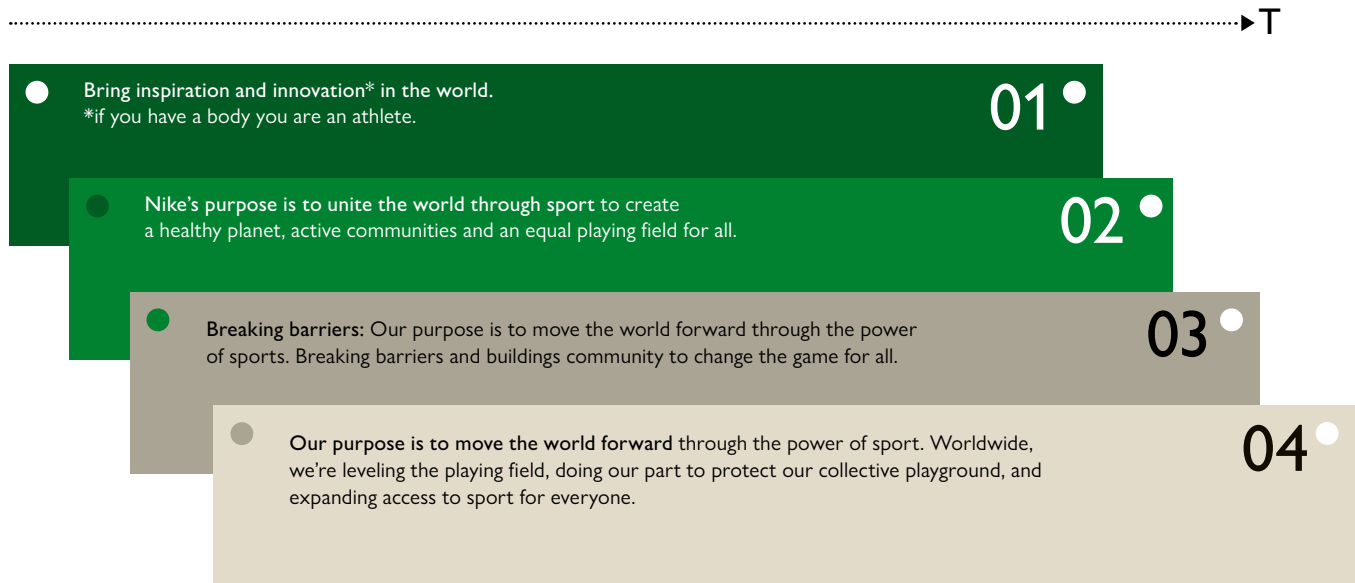 T
Bring inspiration and innovation* in the world.
*if you have a body you are an athlete.
01
Nike’s purpose is to unite the world through sport to create
a healthy planet, active communities and an equal playing field for all.
02
Breaking barriers: Our purpose is to move the world forward through the power
of sports. Breaking barriers and buildings community to change the game for all.
03
Our purpose is to move the world forward through the power of sport. Worldwide,
we’re leveling the playing field, doing our part to protect our collective playground, and
expanding access to sport for everyone.
04